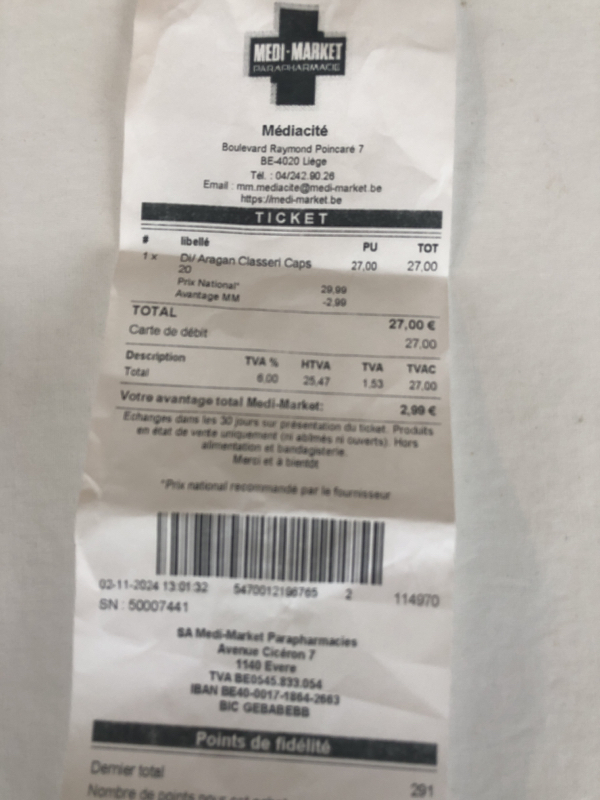 MEDI-MARKET
PARAPHARMACIE
Médiacité
Boulevard Raymond Poincaré 7
BE-4020 Liège
Tél. : 04/242.90.26
Email : mm.mediacite@medi-market.be
https://medi-market.be
TICKET
# libellé PU TOT
1 x Di/ Aragan Classeri Caps 27,00 27,00
20
Prix National* 29,99
Avantage MM -2,99
TOTAL 27,00 €
Carte de débit 27,00
Description TVA % HTVA TVA TVAC
Total 6,00 25,47 1,53 27,00
Votre avantage total Medi-Market: 2,99 €
Echanges dans les 30 jours sur présentation du ticket. Produits
en état de vente uniquement (ni abîmés ni ouverts). Hors
alimentation et bandagisterie.
Merci et à bientôt
*Prix national recommandé par le fournisseur
02-11-2024 13:01:32 5470012196765 2 114970
SN : 50007441
SA Medi-Market Parapharmacies
Avenue Cicéron 7
1140 Evere
TVA BE0545.833.054
IBAN BE40-0017-1864-2663
BIC GEBABEBB
Points de fidélité
Dernier total 291
Nombre de points pour cet